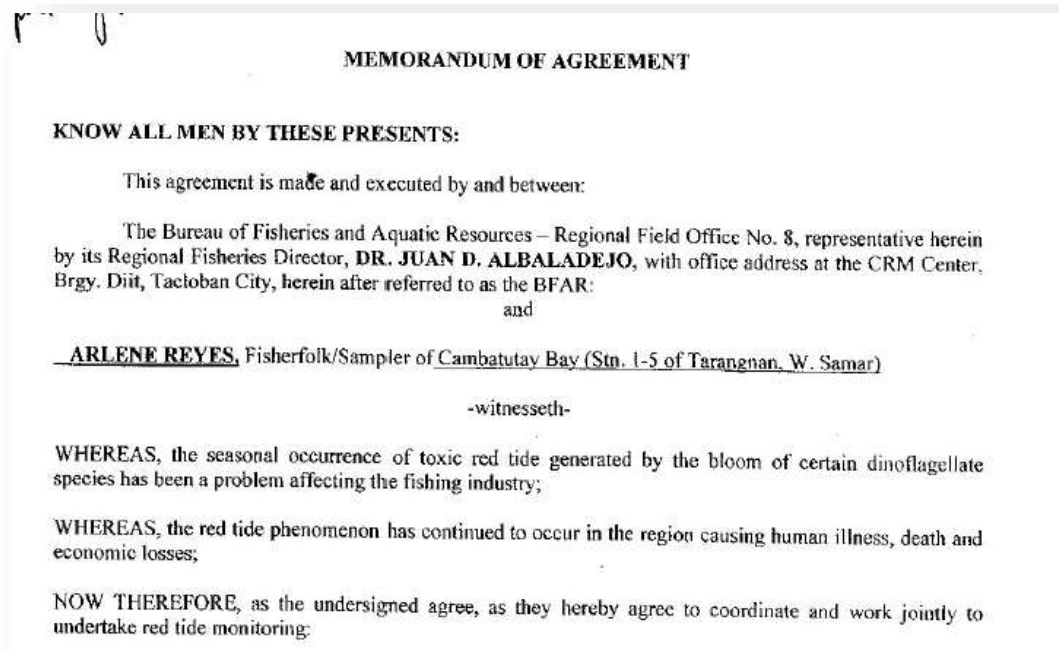 MEMORANDUM OF AGREEMENT
KNOW ALL MEN BY THESE PRESENTS:
This agreement is made and executed by and between:
The Bureau of Fisheries and Aquatic Resources – Regional Field Office No. 8, representative herein
by its Regional Fisheries Director, DR. JUAN D. ALBALADEJO, with office address at the CRM Center,
Brgy. Diit, Tacloban City, herein after referred to as the BFAR:
and
ARLENE REYES, Fisherfolk/Sampler of Cambatutay Bay (Stn. 1-5 of Tarangnan, W. Samar)
-witnesseth-
WHEREAS, the seasonal occurrence of toxic red tide generated by the bloom of certain dinoflagellate
species has been a problem affecting the fishing industry;
WHEREAS, the red tide phenomenon has continued to occur in the region causing human illness, death and
economic losses;
NOW THEREFORE, as the undersigned agree, as they hereby agree to coordinate and work jointly to
undertake red tide monitoring: